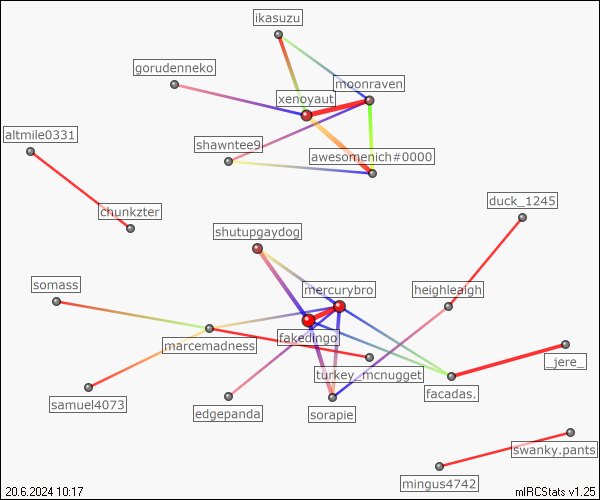 ikasuzu
gorudenneko
moonraven
xenoyaut
altmile0331
shawntee9
awesomenich#0000
duck_1245
chunkzter
shutupgaydog
somass
mercurybro
heighleaigh
fakedingo
marcemadness
_jere_
turkey_mcnugget
facadas.
samuel4073
edgepanda
sorapie
swanky.pants
mingus4742
20.6.2024 10:17
mIRCStats v1.25